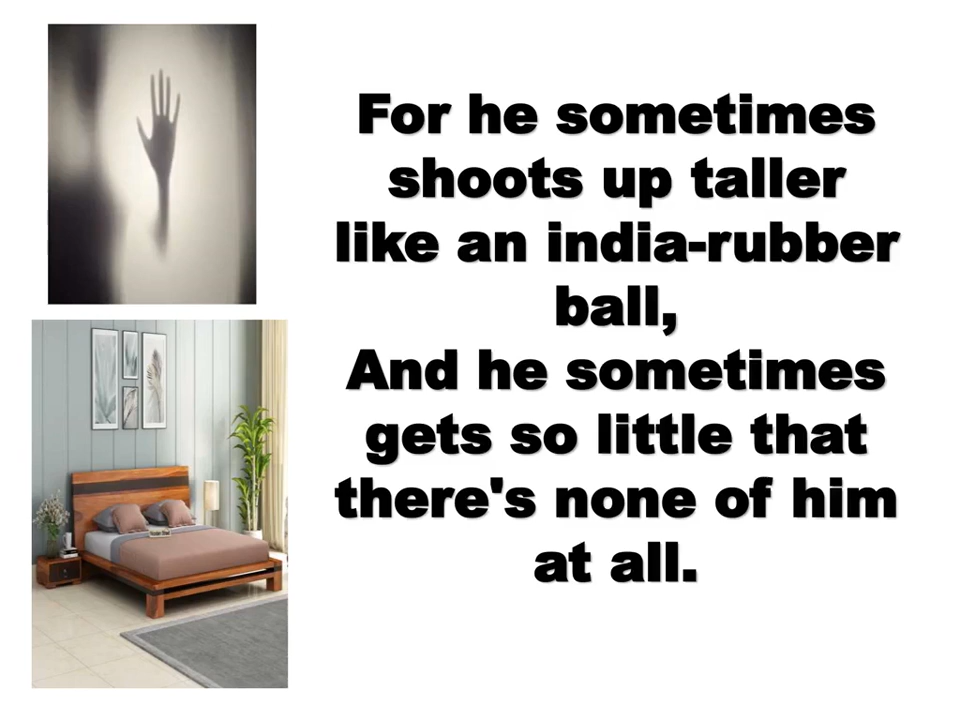 For he sometimes
shoots up taller
like an india-rubber
ball,
And he sometimes
gets so little that
there's none of him
at all.